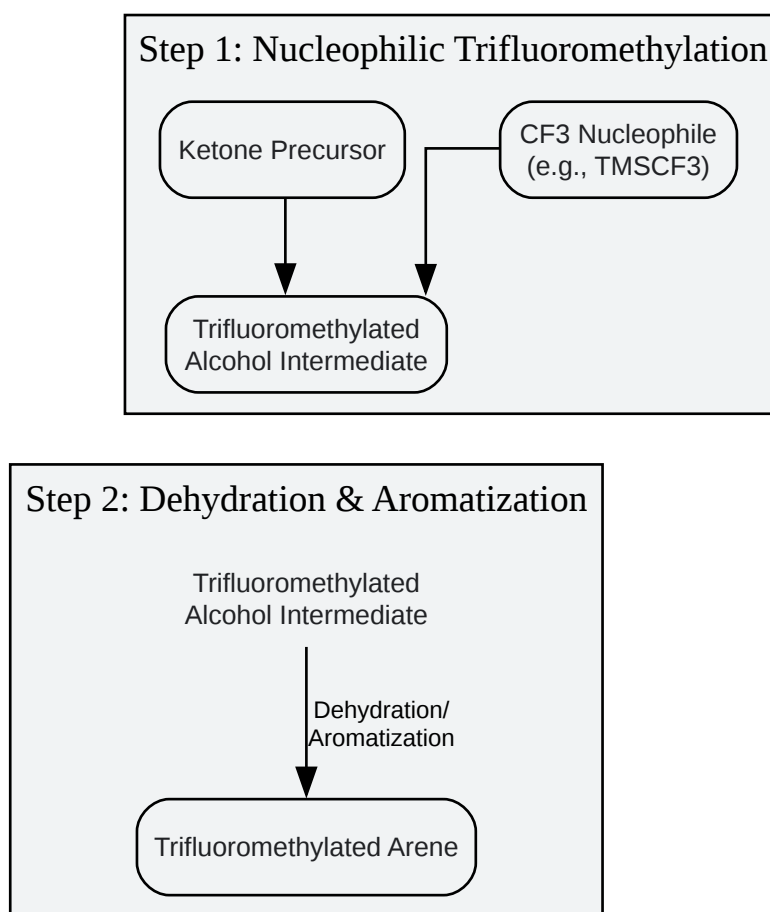 Step 1: Nucleophilic Trifluoromethylation
Ketone Precursor
CF3 Nucleophile
(e.g., TMSCF3)
Trifluoromethylated
Alcohol Intermediate
Step 2: Dehydration & Aromatization
Trifluoromethylated
Alcohol Intermediate
Dehydration/
Aromatization
Trifluoromethylated Arene